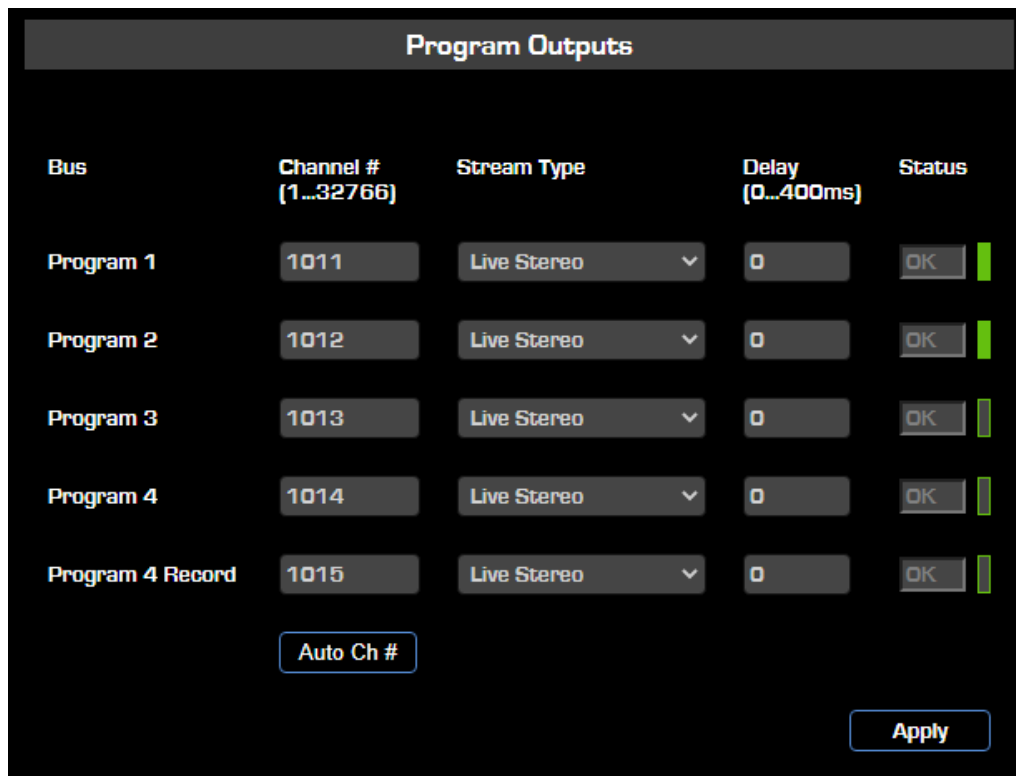 Program Outputs
Bus Channel # Stream Type Delay Status
(1...32766) (0...400ms)
Program 1 1011 Live Stereo 0 OK
Program 2 1012 Live Stereo 0 OK
Program 3 1013 Live Stereo 0 OK
Program 4 1014 Live Stereo 0 OK
Program 4 Record 1015 Live Stereo 0 OK
Auto Ch #
Apply